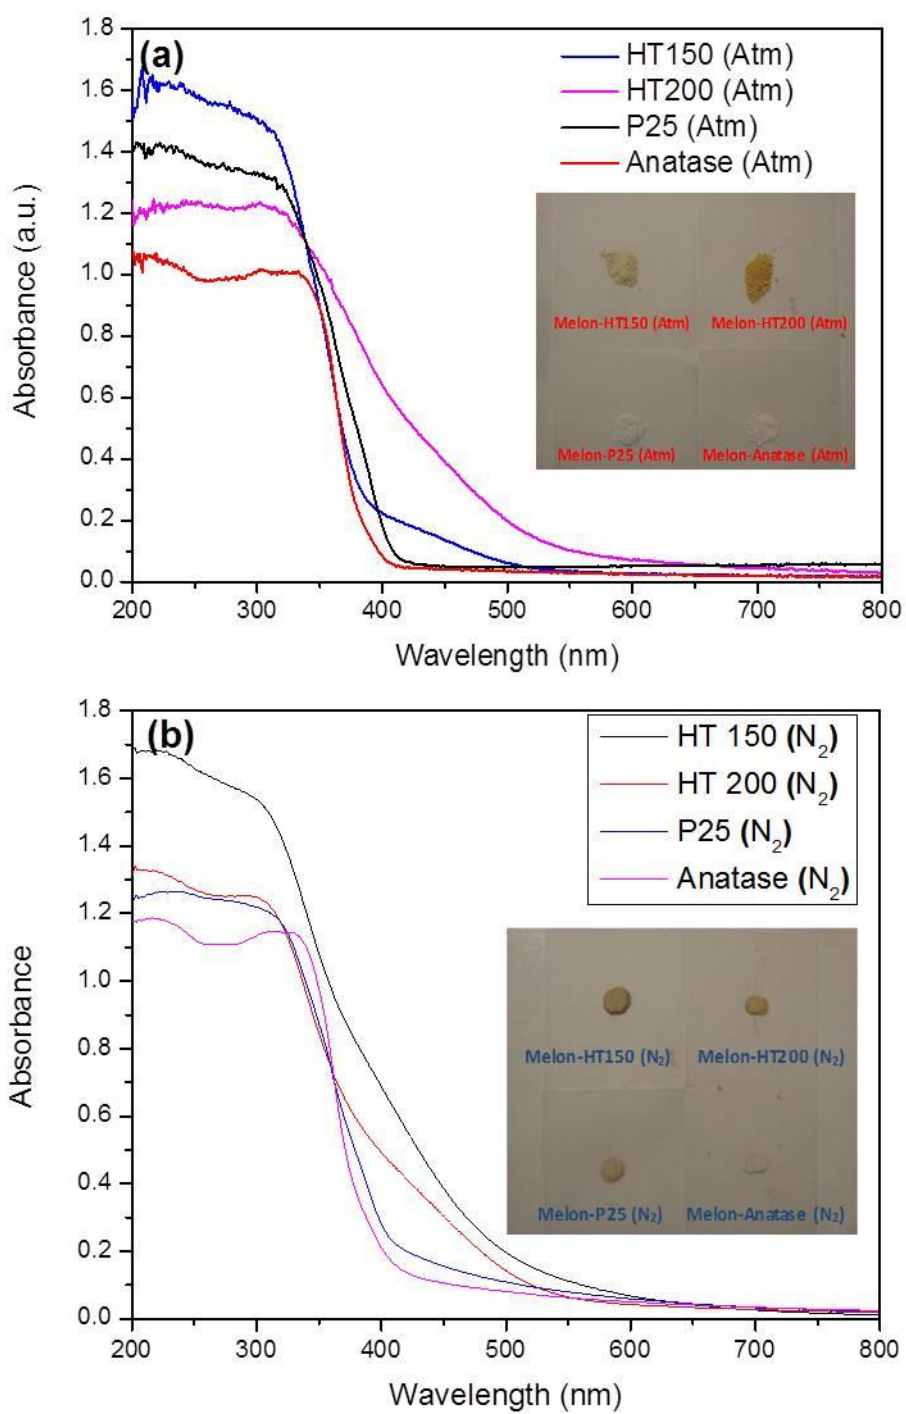 (a)
HT150 (Atm)
HT200 (Atm)
P25 (Atm)
Anatase (Atm)
1.8
1.6
1.4
1.2
1.0
0.8
0.6
0.4
0.2
0.0
Absorbance (a.u.)
Melon-HT150 (Atm) Melon-HT200 (Atm)
Melon-P25 (Atm) Melon-Anatase (Atm)
200 300 400 500 600 700 800
Wavelength (nm)
(b)
HT 150 (N₂)
HT 200 (N₂)
P25 (N₂)
Anatase (N₂)
1.8
1.6
1.4
1.2
1.0
0.8
0.6
0.4
0.2
0.0
Absorbance
Melon-HT150 (N₂) Melon-HT200 (N₂)
Melon-P25 (N₂) Melon-Anatase (N₂)
200 300 400 500 600 700 800
Wavelength (nm)